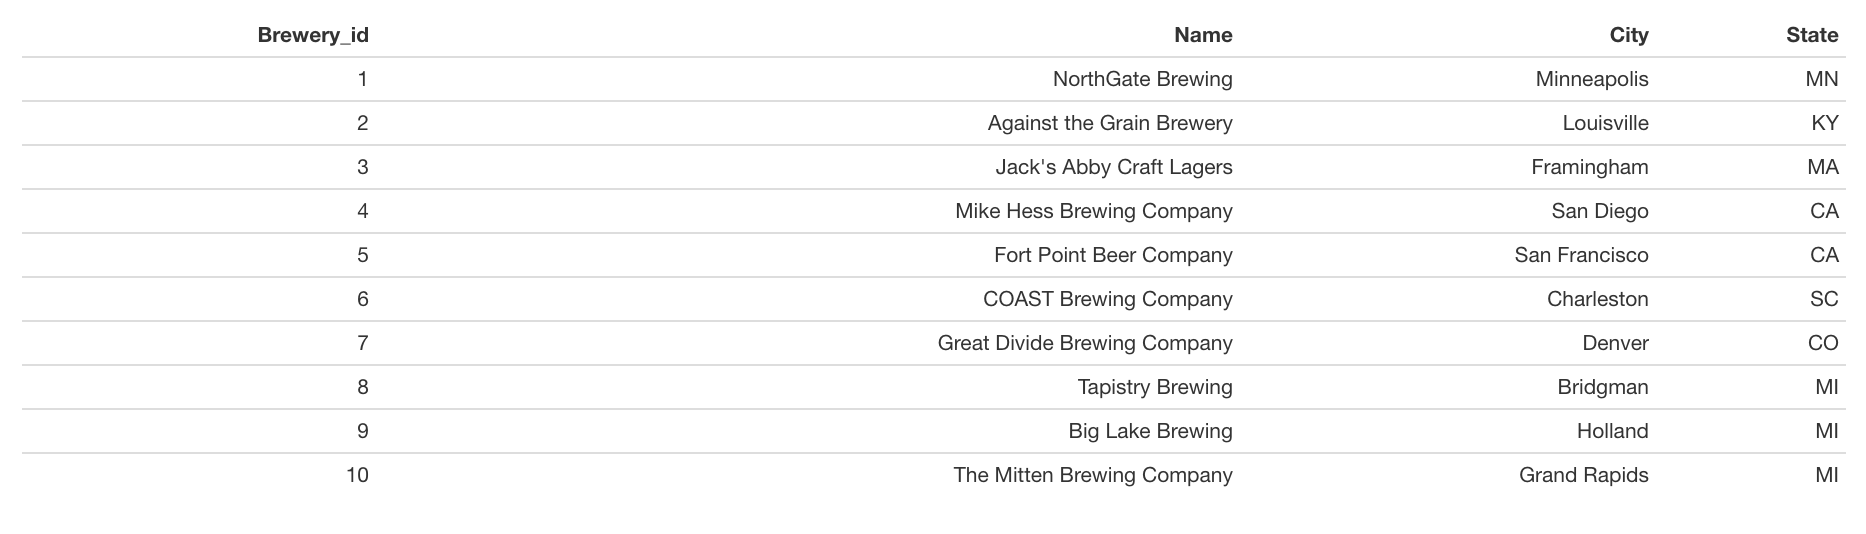 Brewery_id Name City State
1 NorthGate Brewing Minneapolis MN
2 Against the Grain Brewery Louisville KY
3 Jack's Abby Craft Lagers Framingham MA
4 Mike Hess Brewing Company San Diego CA
5 Fort Point Beer Company San Francisco CA
6 COAST Brewing Company Charleston SC
7 Great Divide Brewing Company Denver CO
8 Tapistry Brewing Bridgman MI
9 Big Lake Brewing Holland MI
10 The Mitten Brewing Company Grand Rapids MI